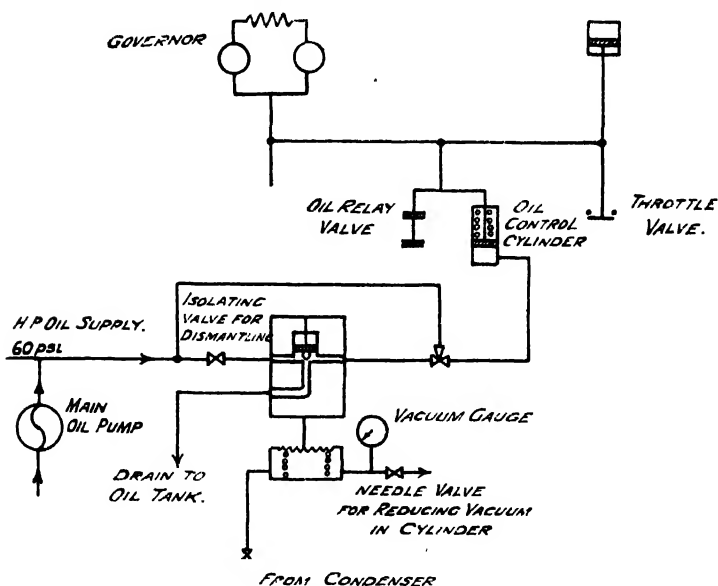 GOVERNOR
OIL RELAY
VALVE
OIL
CONTROL
CYLINDER
THROTTLE
VALVE.
ISOLATING
VALVE FOR
DISMANTLING
H.P. OIL SUPPLY.
60 PSI
MAIN
OIL PUMP
VACUUM GAUGE
DRAIN TO
OIL TANK.
NEEDLE VALVE
FOR REDUCING VACUUM
IN CYLINDER
FROM CONDENSER